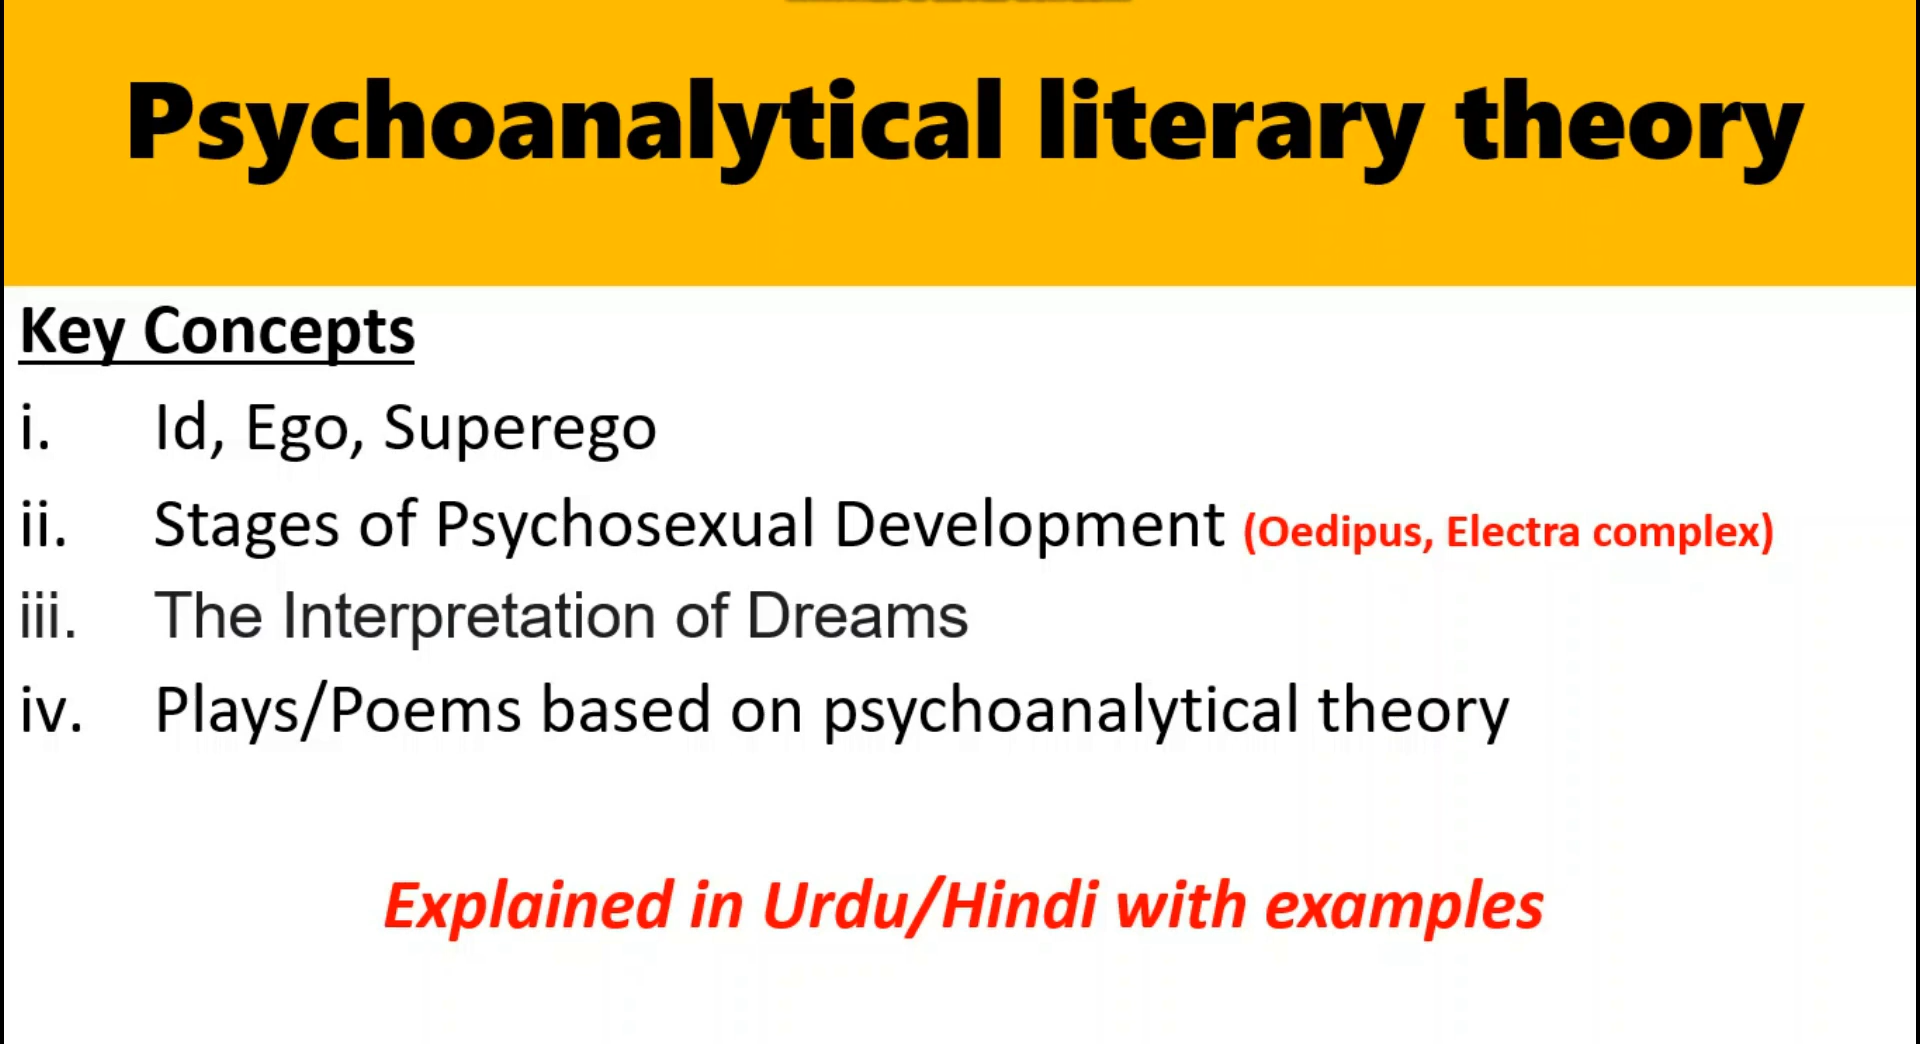 Psychoanalytical literary theory
Key Concepts
i. Id, Ego, Superego
ii. Stages of Psychosexual Development (Oedipus, Electra complex)
iii. The Interpretation of Dreams
iv. Plays/Poems based on psychoanalytical theory
Explained in Urdu/Hindi with examples